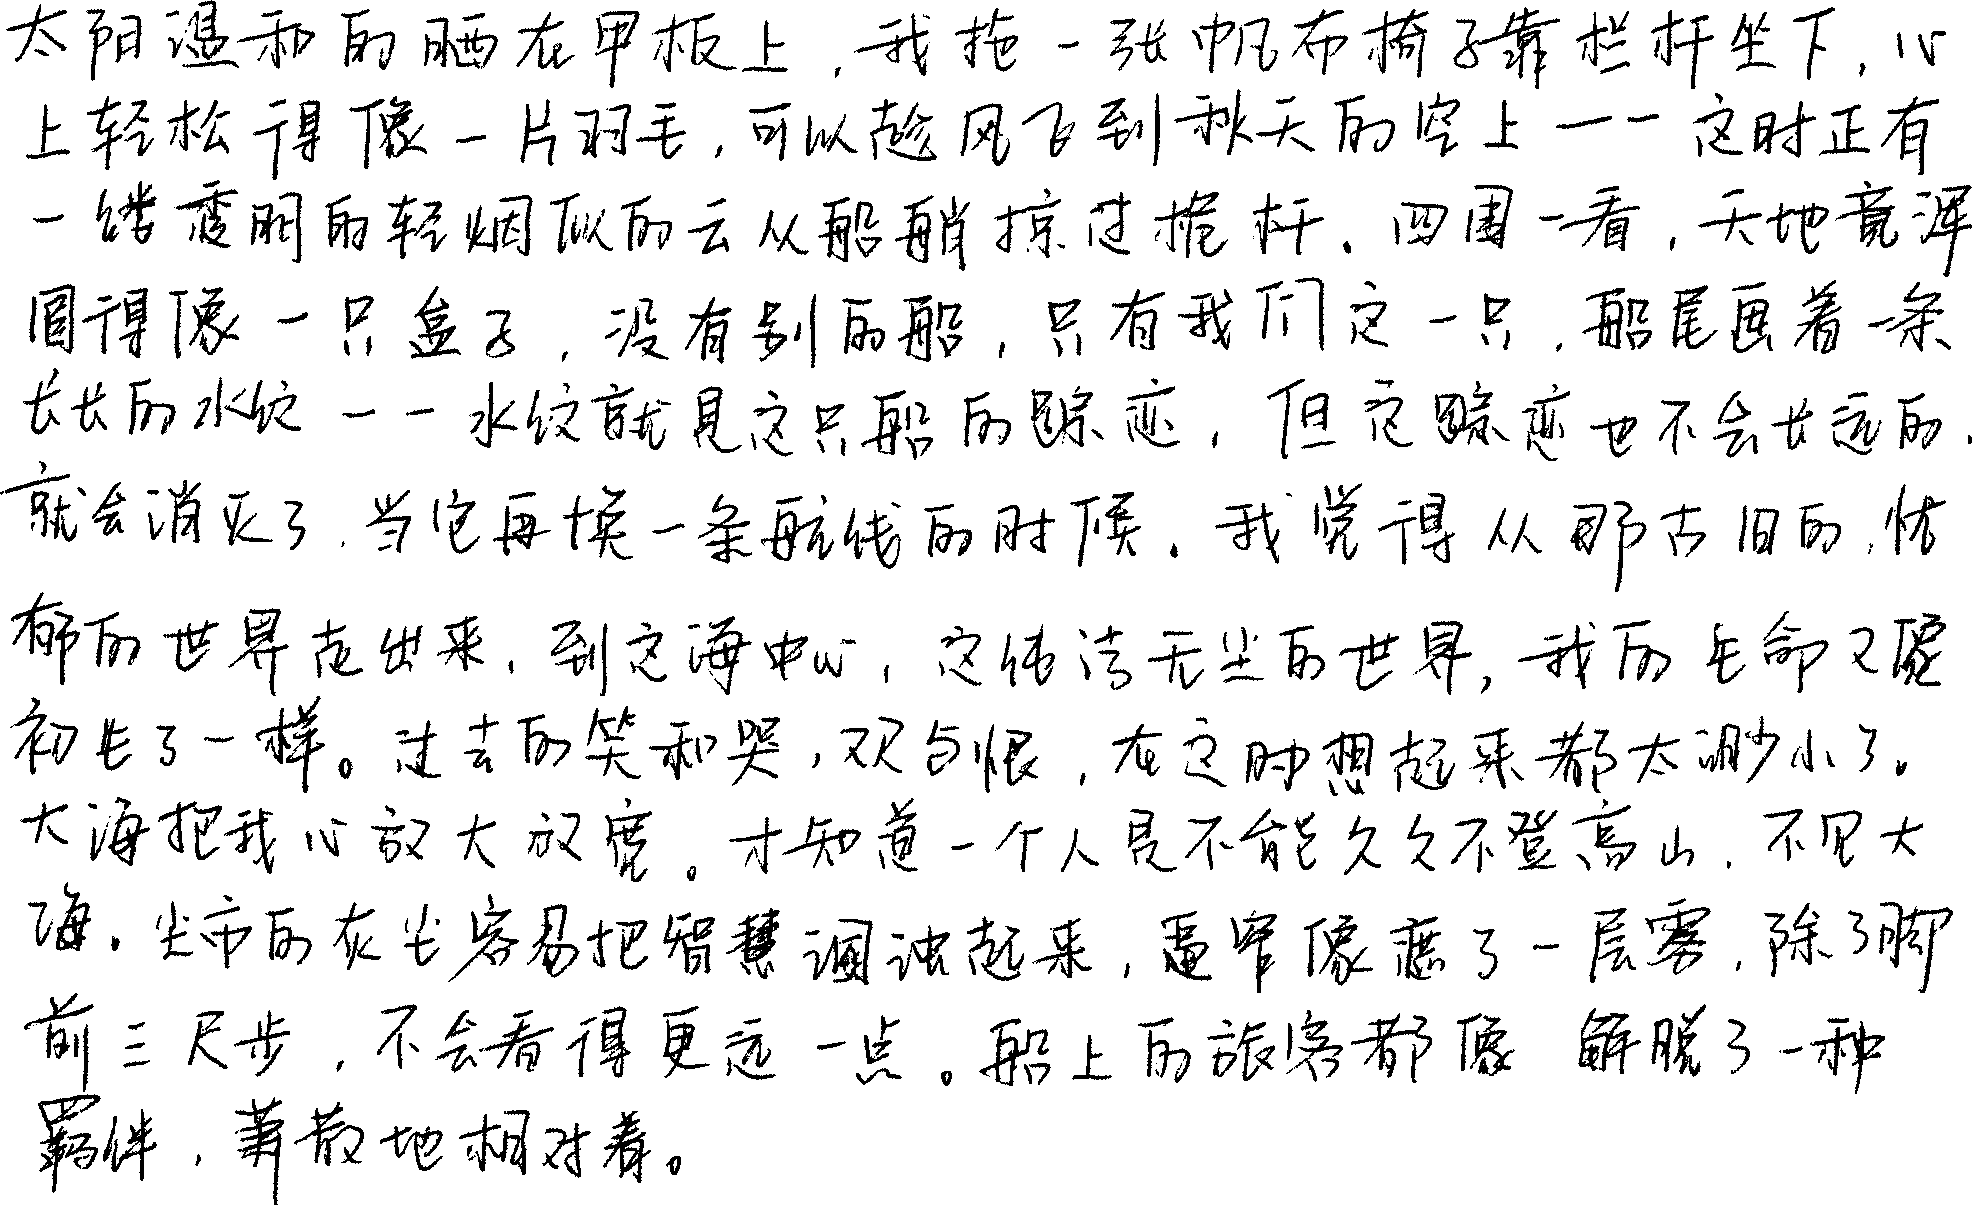 太阳温和的晒在甲板上，我拖一张帆布椅子靠栏杆坐下，心
上轻松得像一片羽毛，可以趁风飞到秋天的空上——这时正有
一缕透明的轻烟似的云从船艄掠过桅杆。四围一看，天地竟浑
圆得像一只盒子，没有别的船，只有我们这一只，船尾画着一条
长长的水纹——水纹就是这只船的踪迹，但这踪迹也不会长远的，
就会消灭了，当它再换一条航线的时候。我觉得从那古旧的，怙
郁的世界走出来，到这海中心，这纯洁无尘的世界，我的生命又像
初生了一样。过去的笑和哭，欢与恨，在这时想起来都太渺小了。
大海把我心放大放宽。才知道一个人是不能久久不登高山，不见大
海。尘市的灰尘容易把智慧涸浊起来，逼窄像遮了一层雾，除了脚
前三尺步，不会看得更远一点。船上的旅客都像解脱了一种
羁绊，萧散地相对着。